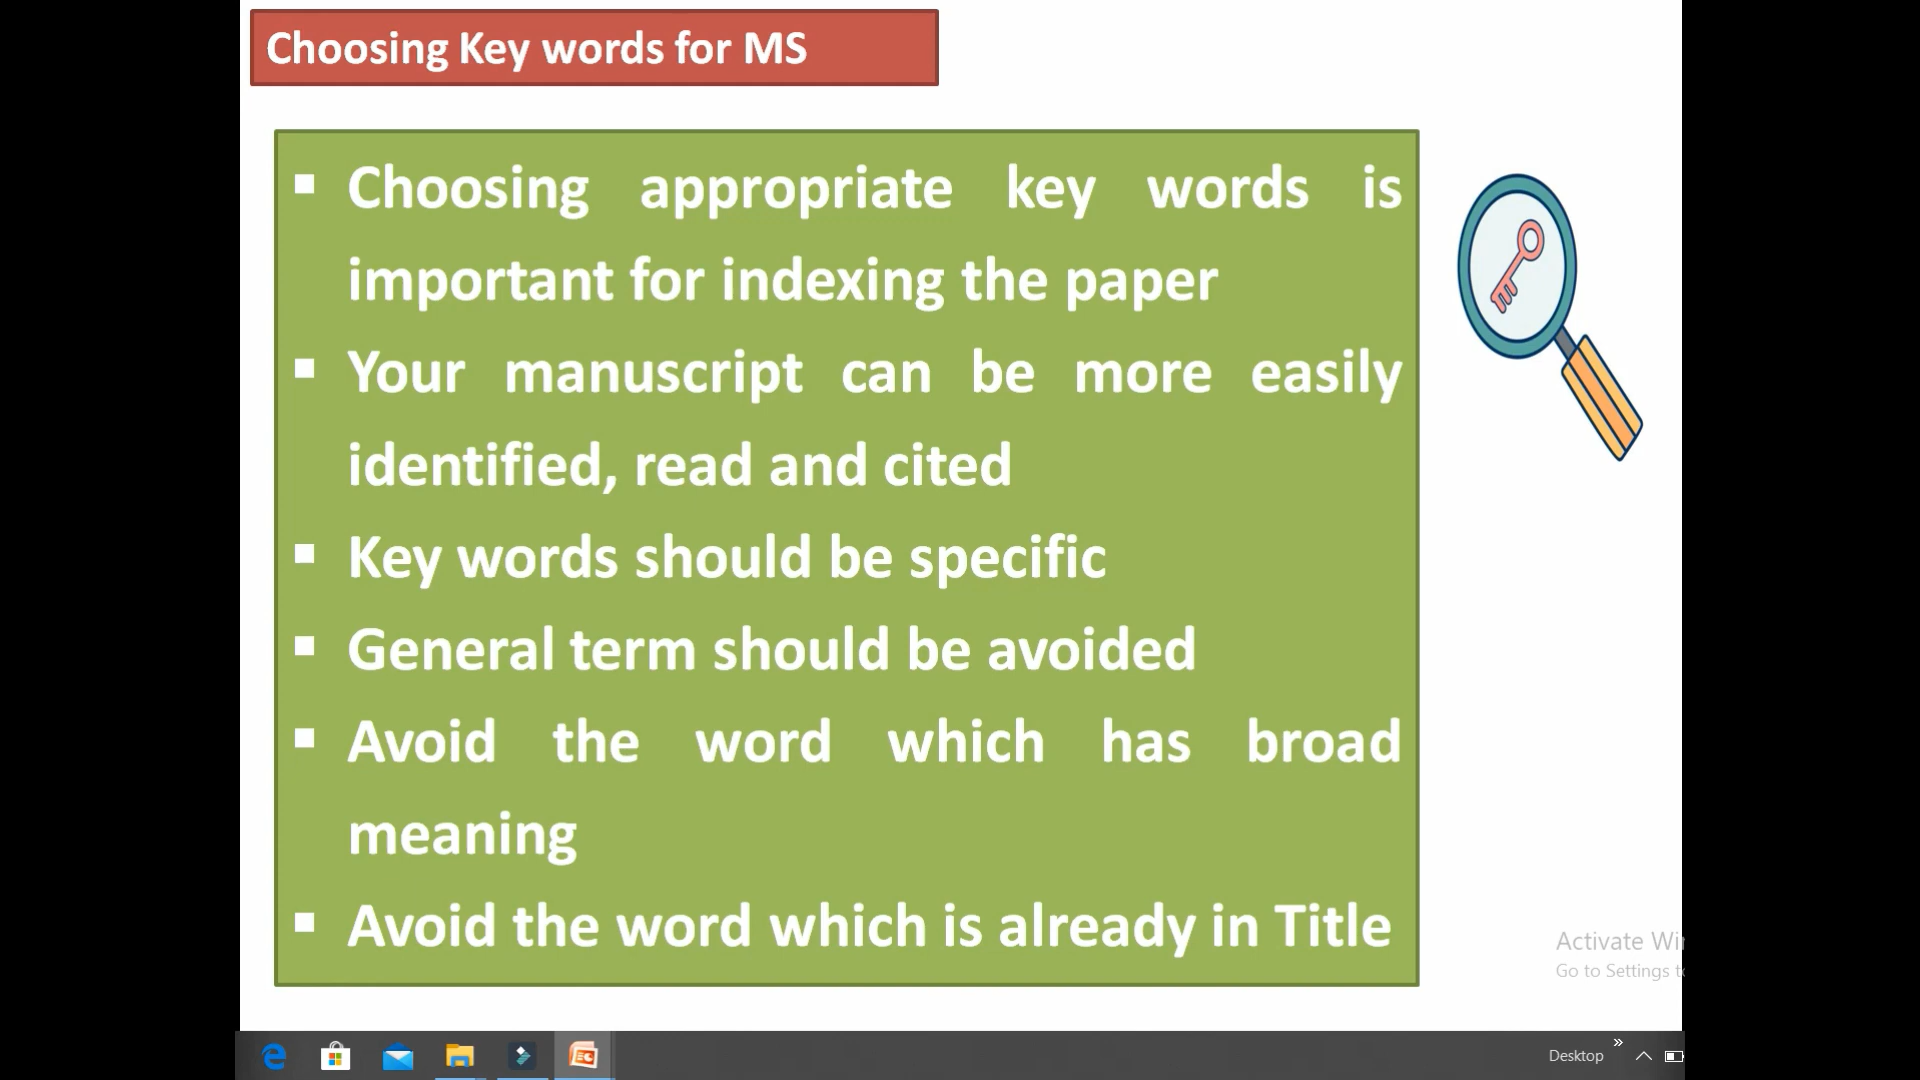 Choosing Key words for MS
▪ Choosing appropriate key words is
important for indexing the paper
▪ Your manuscript can be more easily
identified, read and cited
▪ Key words should be specific
▪ General term should be avoided
▪ Avoid the word which has broad
meaning
▪ Avoid the word which is already in Title
Activate Wi
Go to Settings t
Desktop